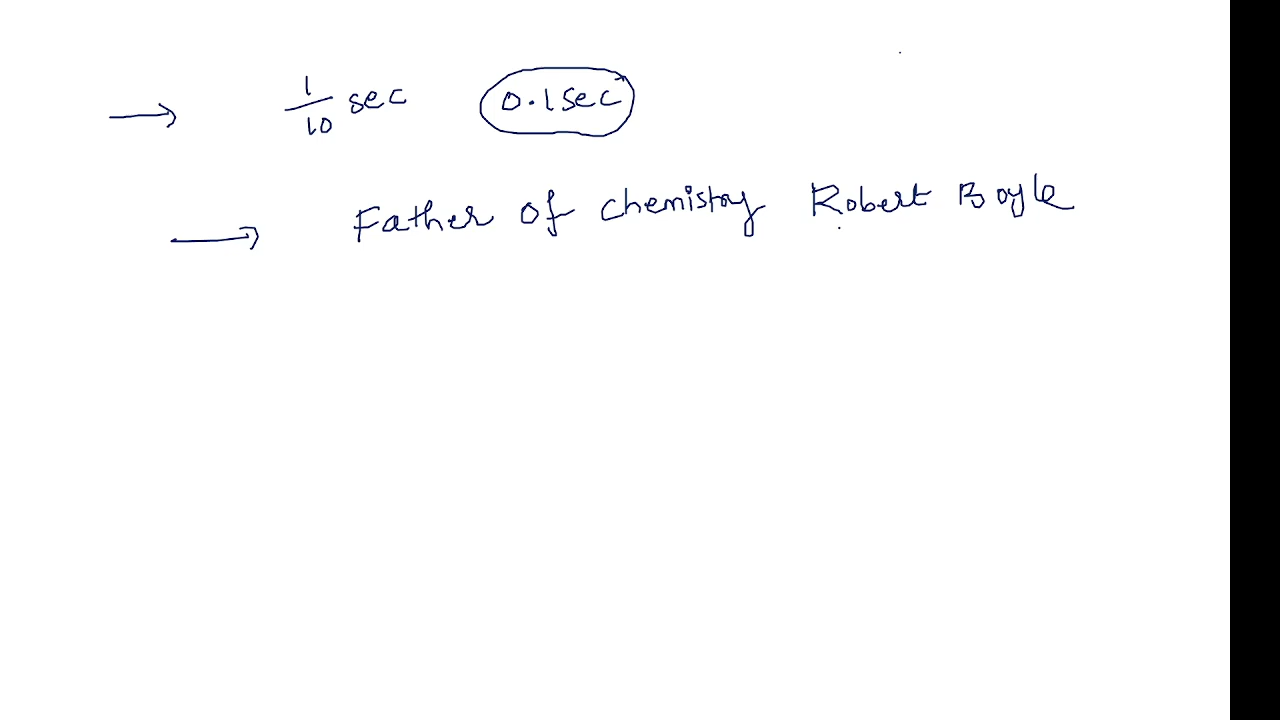 → 1/10 sec 0.1sec
→ Father of chemistry Robert Boyle